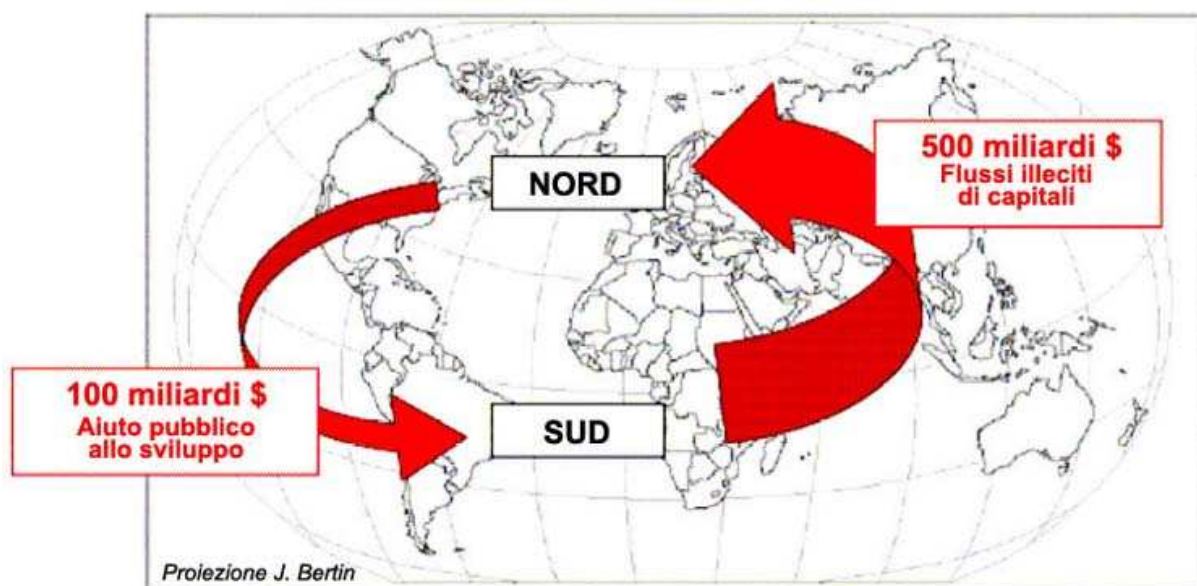 500 miliardi $
Flussi illeciti
di capitali
NORD
100 miliardi $
Aiuto pubblico
allo sviluppo
SUD
Proiezione J. Bertin